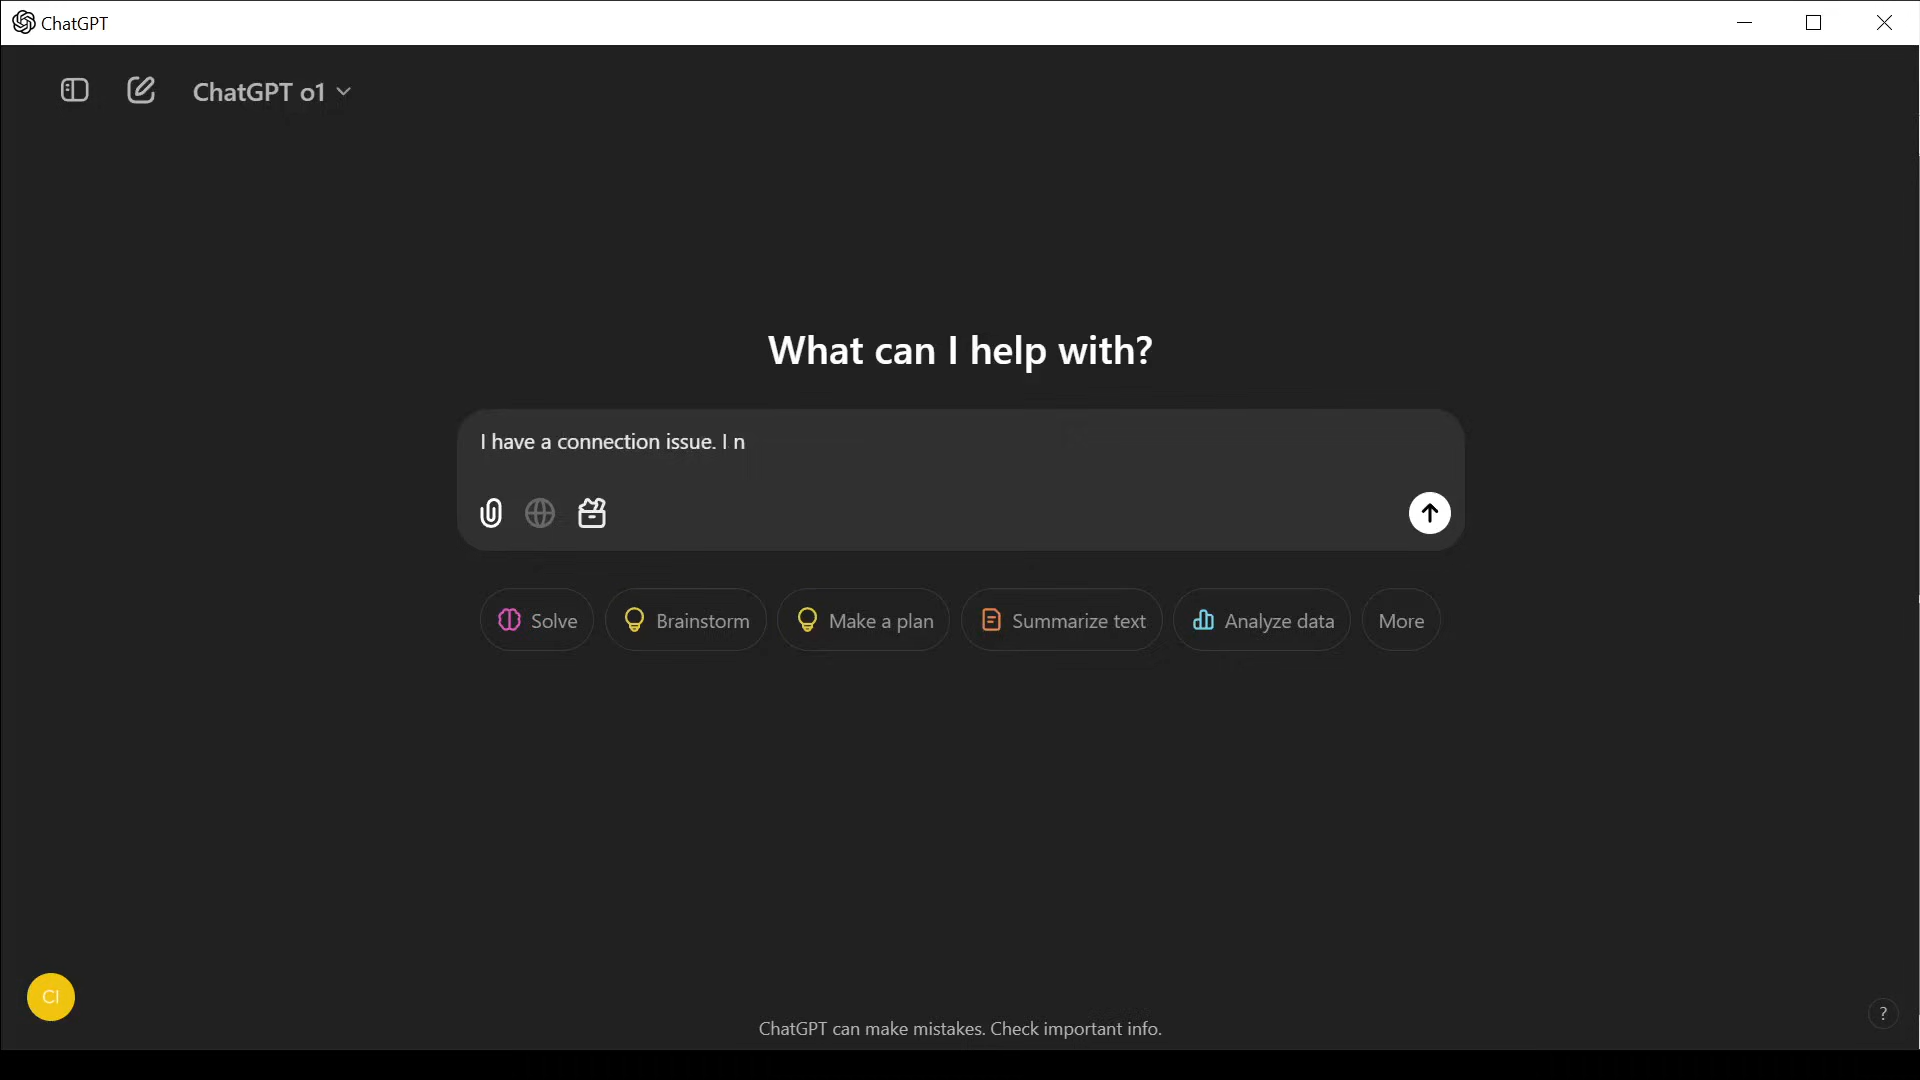 ChatGPT
ChatGPT o1
What can I help with?
I have a connection issue. I n
Solve
Brainstorm
Make a plan
Summarize text
Analyze data
More
CI
ChatGPT can make mistakes. Check important info.
?